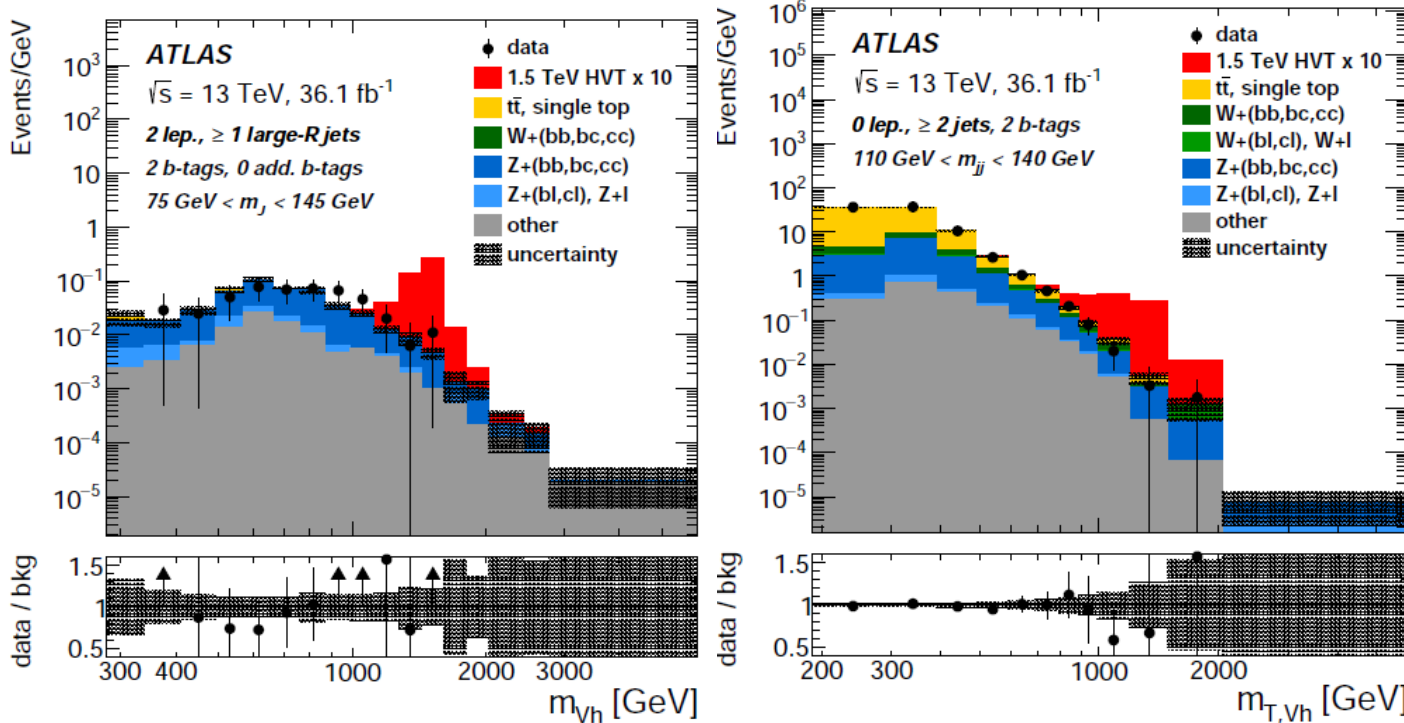 Events/GeV
10³
10²
10
1
10⁻¹
10⁻²
10⁻³
10⁻⁴
10⁻⁵
ATLAS
√s = 13 TeV, 36.1 fb⁻¹
2 lep., ≥ 1 large-R jets
2 b-tags, 0 add. b-tags
75 GeV < m_J < 145 GeV
data
1.5 TeV HVT x 10
tt̄, single top
W+(bb,bc,cc)
Z+(bb,bc,cc)
Z+(bl,cl), Z+l
other
uncertainty
data / bkg
1.5
1
0.5
300 400 1000 2000 3000
m_Vh [GeV]
Events/GeV
10⁶
10⁵
10⁴
10³
10²
10
1
10⁻¹
10⁻²
10⁻³
10⁻⁴
10⁻⁵
ATLAS
√s = 13 TeV, 36.1 fb⁻¹
0 lep., ≥ 2 jets, 2 b-tags
110 GeV < m_jj < 140 GeV
data
1.5 TeV HVT x 10
tt̄, single top
W+(bb,bc,cc)
W+(bl,cl), W+l
Z+(bb,bc,cc)
Z+(bl,cl), Z+l
other
uncertainty
data / bkg
1.5
1
0.5
200 300 1000 2000
m_T,Vh [GeV]